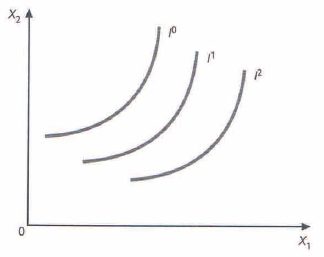 X₂
I⁰
I¹
I²
0
X₁